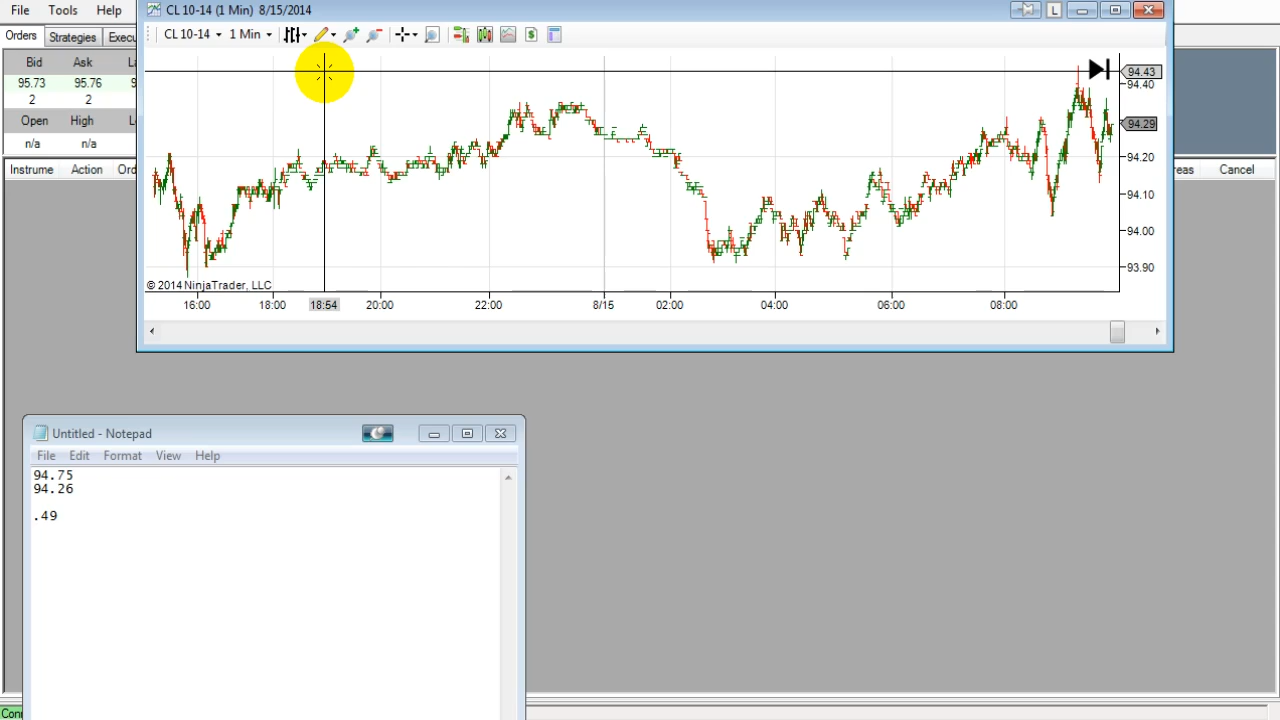 File Tools Help
CL 10-14 (1 Min) 8/15/2014
L
Orders Strategies
CL 10-14 1 Min
Bid Ask
95.73 95.76
2 2
Open High
n/a n/a
Instrume Action
Cancel
94.43
94.40
94.29
94.20
94.10
94.00
93.90
© 2014 NinjaTrader, LLC
16:00 18:00 18:54 20:00 22:00 8/15 02:00 04:00 06:00 08:00
Untitled - Notepad
File Edit Format View Help
94.75
94.26
.49